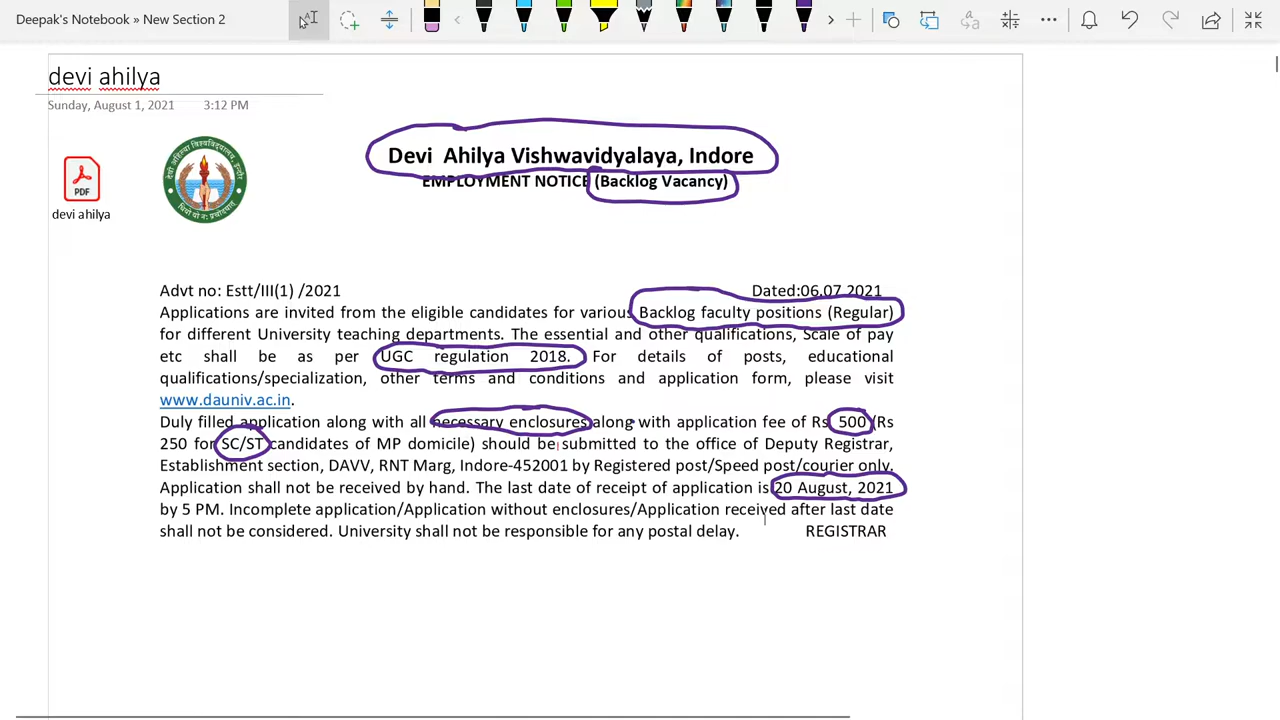 Deepak's Notebook » New Section 2
devi ahilya
Sunday, August 1, 2021 3:12 PM
PDF
devi ahilya
Devi Ahilya Vishwavidyalaya, Indore
EMPLOYMENT NOTICE (Backlog Vacancy)
Advt no: Estt/III(1) /2021 Dated:06.07.2021
Applications are invited from the eligible candidates for various Backlog faculty positions (Regular)
for different University teaching departments. The essential and other qualifications, Scale of pay
etc shall be as per UGC regulation 2018. For details of posts, educational
qualifications/specialization, other terms and conditions and application form, please visit
www.dauniv.ac.in.
Duly filled application along with all necessary enclosures along with application fee of Rs 500 (Rs
250 for SC/ST candidates of MP domicile) should be submitted to the office of Deputy Registrar,
Establishment section, DAVV, RNT Marg, Indore-452001 by Registered post/Speed post/courier only.
Application shall not be received by hand. The last date of receipt of application is 20 August, 2021
by 5 PM. Incomplete application/Application without enclosures/Application received after last date
shall not be considered. University shall not be responsible for any postal delay. REGISTRAR